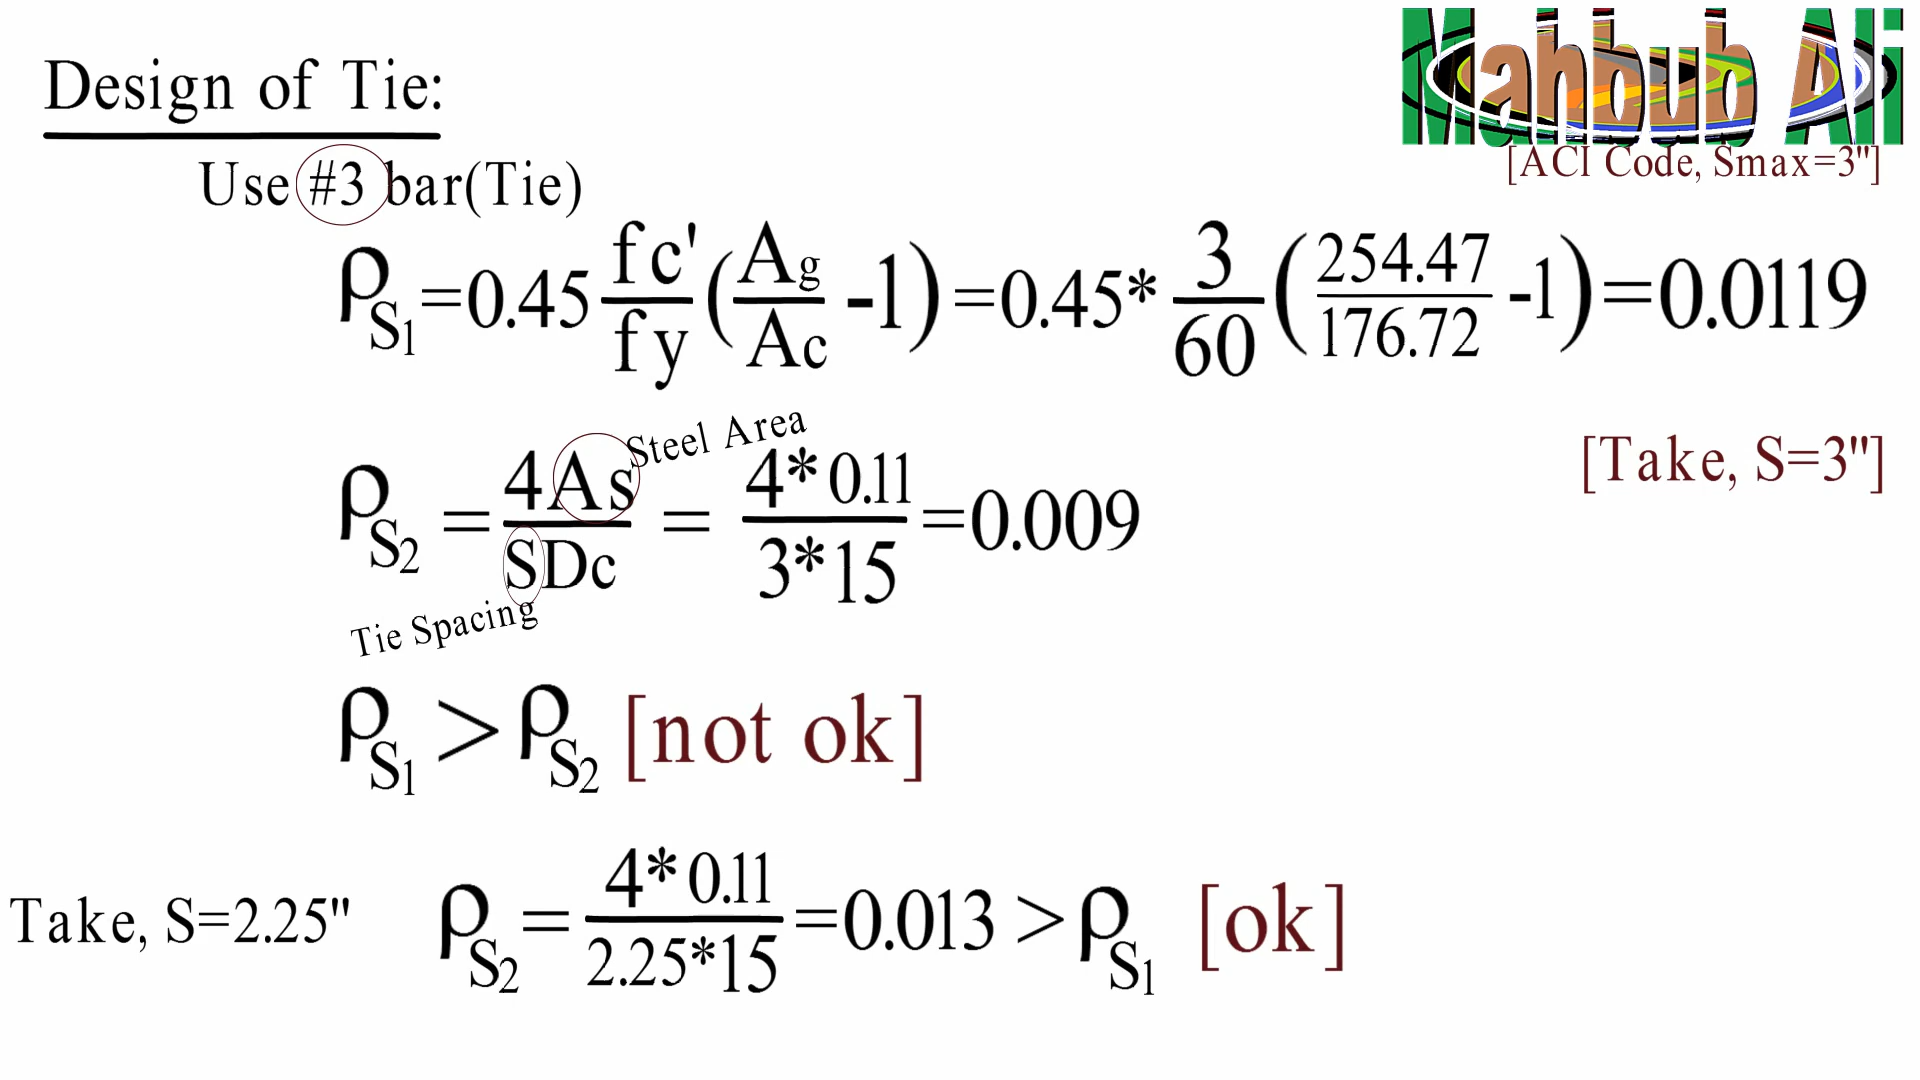 Mahbub Ali
Design of Tie:
[ACI Code, Smax=3"]
Use #3 bar(Tie)
ρS1 = 0.45 fc'/fy (Ag/Ac -1) = 0.45* 3/60 (254.47/176.72 -1) = 0.0119
Steel Area
[Take, S=3"]
ρS2 = 4As/SDc = 4*0.11/3*15 = 0.009
Tie Spacing
ρS1 > ρS2 [not ok]
Take, S=2.25" ρS2 = 4*0.11/2.25*15 = 0.013 > ρS1 [ok]